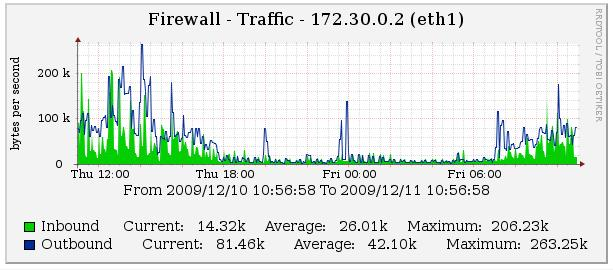 Firewall - Traffic - 172.30.0.2 (eth1)
RRDTOOL / TOBI OETIKER
bytes per second
200 k
100 k
0
Thu 12:00 Thu 18:00 Fri 00:00 Fri 06:00
From 2009/12/10 10:56:58 To 2009/12/11 10:56:58
Inbound Current: 14.32k Average: 26.01k Maximum: 206.23k
Outbound Current: 81.46k Average: 42.10k Maximum: 263.25k